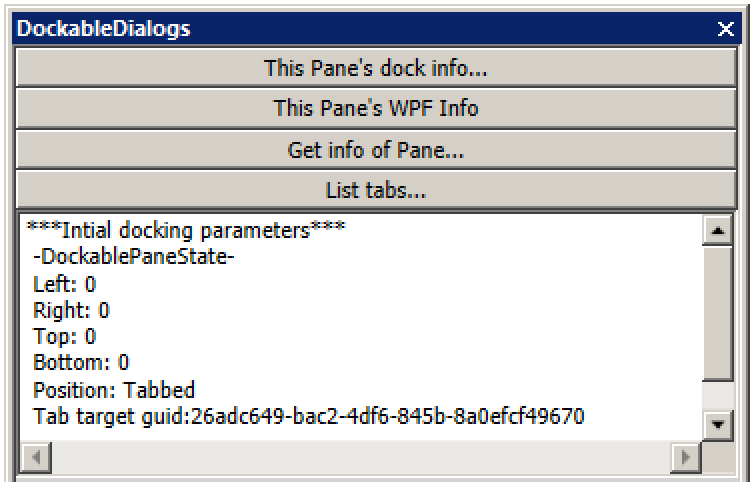 DockableDialogs
This Pane's dock info...
This Pane's WPF Info
Get info of Pane...
List tabs...
***Intial docking parameters***
-DockablePaneState-
Left: 0
Right: 0
Top: 0
Bottom: 0
Position: Tabbed
Tab target guid:26adc649-bac2-4df6-845b-8a0efcf49670